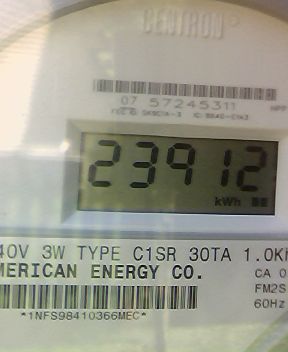 CENTRON®
07 57245311
23912
kWh
40V 3W TYPE C1SR 30TA 1.0K
MERICAN ENERGY CO.
CA 0
FM2S
60Hz
*1NFS98410366MEC*